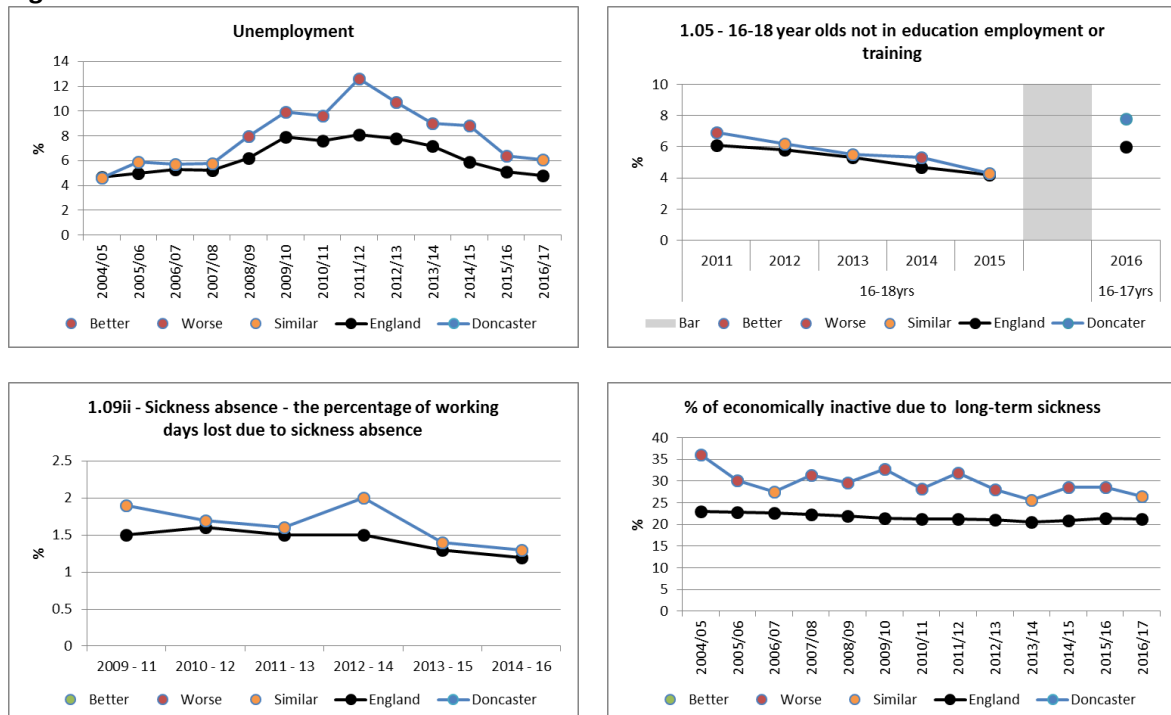 Unemployment
14
12
10
8
6
4
2
0
%
2004/05 2005/06 2006/07 2007/08 2008/09 2009/10 2010/11 2011/12 2012/13 2013/14 2014/15 2015/16 2016/17
Better Worse Similar England Doncaster
1.05 - 16-18 year olds not in education employment or
training
10
8
6
4
2
0
%
2011 2012 2013 2014 2015 2016
16-18yrs 16-17yrs
Bar Better Worse Similar England Doncater
1.09ii - Sickness absence - the percentage of working
days lost due to sickness absence
2.5
2
1.5
1
0.5
0
%
2009 - 11 2010 - 12 2011 - 13 2012 - 14 2013 - 15 2014 - 16
Better Worse Similar England Doncaster
% of economically inactive due to long-term sickness
40
35
30
25
20
15
10
5
0
%
2004/05 2005/06 2006/07 2007/08 2008/09 2009/10 2010/11 2011/12 2012/13 2013/14 2014/15 2015/16 2016/17
Better Worse Similar England Doncaster